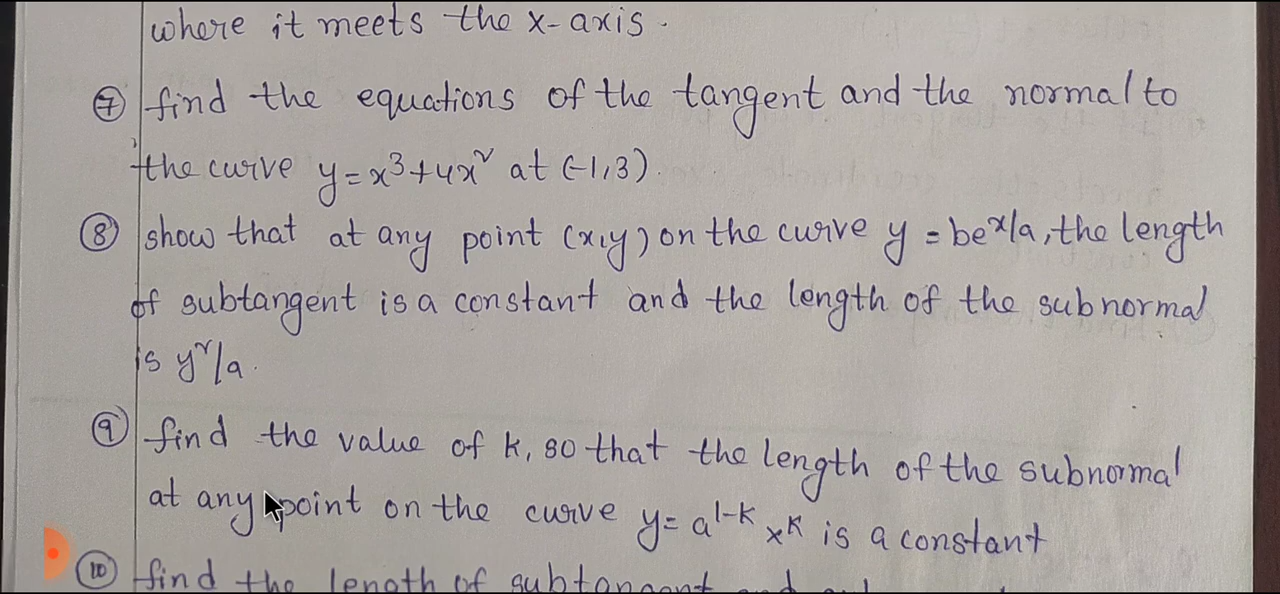 where it meets the x-axis.
⑦ find the equations of the tangent and the normal to
the curve y=x³+4x² at (-1,3).
⑧ show that at any point (x,y) on the curve y = be^x/a, the length
of subtangent is a constant and the length of the subnormal
is y²/a.
⑨ find the value of k, so that the length of the subnormal
at any point on the curve y= a^1-k x^k is a constant
⑩ find the length of subtangent and